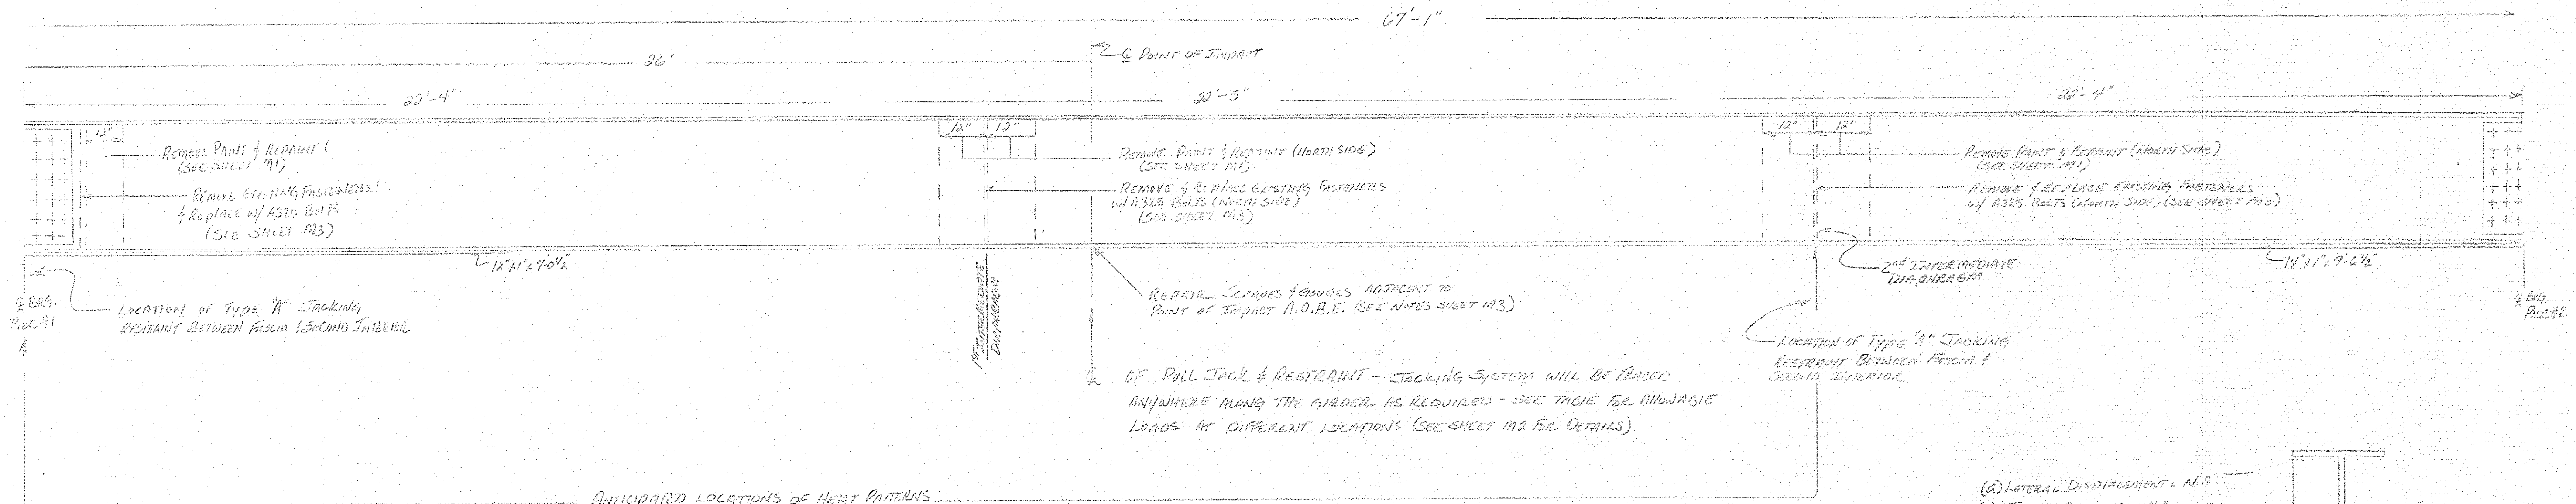 67'-1"
26'
℄ POINT OF IMPACT
22'-4"
22'-5"
22'-4"
12"
12"
12"
12"
12"
REMOVE PAINT & REPAINT
(SEE SHEET M1)
REMOVE EXISTING FASTENERS
& REPLACE W/ A325 BOLTS
(SEE SHEET M3)
REMOVE PAINT & REPAINT (NORTH SIDE)
(SEE SHEET M1)
REMOVE & REPLACE EXISTING FASTENERS
W/ A325 BOLTS (NORTH SIDE)
(SEE SHEET M3)
REMOVE PAINT & REPAINT (NORTH SIDE)
(SEE SHEET M1)
REMOVE & REPLACE EXISTING FASTENERS
W/ A325 BOLTS (NORTH SIDE) (SEE SHEET M3)
12"x1"x7'-0½"
1ST INTERMEDIATE
DIAPHRAGM
2nd INTERMEDIATE
DIAPHRAGM
14"x1"x9'-6½"
℄ BRG.
PIER #1
LOCATION OF TYPE "A" JACKING
RESTRAINT BETWEEN FASCIA & SECOND INTERIOR
REPAIR SCRAPES & GOUGES ADJACENT TO
POINT OF IMPACT A.O.B.E. (SEE NOTES SHEET M3)
℄ BRG.
PIER #2
LOCATION OF TYPE "A" JACKING
RESTRAINT BETWEEN FASCIA &
SECOND INTERIOR
℄ OF PULL JACK & RESTRAINT - JACKING SYSTEM WILL BE PLACED
ANYWHERE ALONG THE GIRDER AS REQUIRED - SEE TABLE FOR ALLOWABLE
LOADS AT DIFFERENT LOCATIONS (SEE SHEET M2 FOR DETAILS)
ANTICIPATED LOCATIONS OF HEAT PATTERNS
(a) LATERAL DISPLACEMENT: